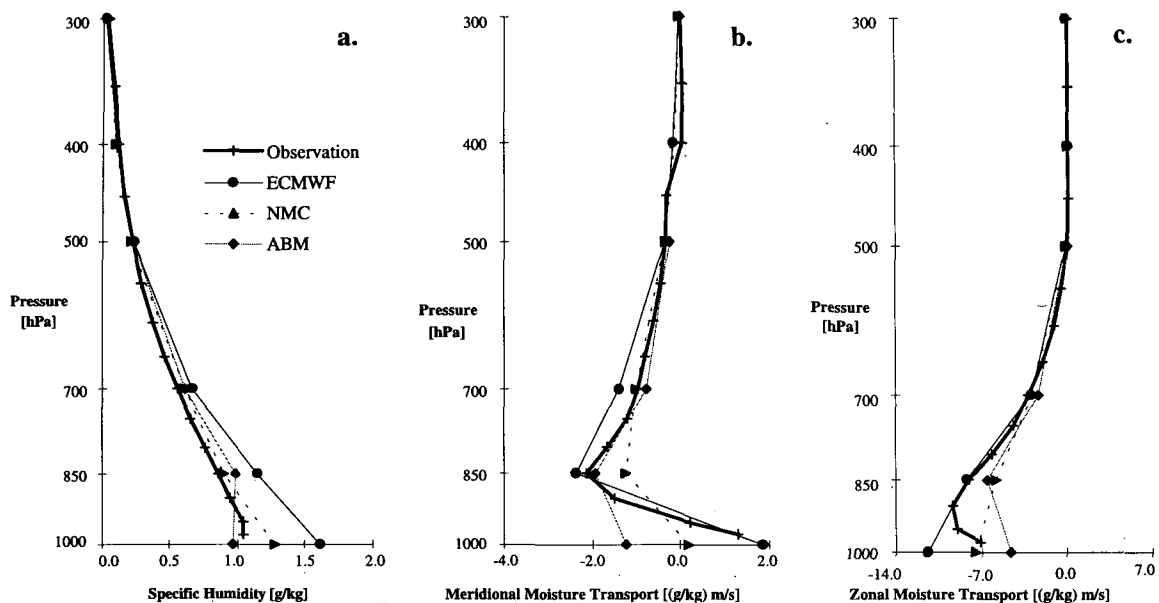 a.
300
400
500
Pressure
[hPa]
700
850
1000
0.0 0.5 1.0 1.5 2.0
Specific Humidity [g/kg]
Observation
ECMWF
NMC
ABM
b.
300
400
500
Pressure
[hPa]
700
850
1000
-4.0 -2.0 0.0 2.0
Meridional Moisture Transport [(g/kg) m/s]
c.
300
400
500
Pressure
[hPa]
700
850
1000
-14.0 -7.0 0.0 7.0
Zonal Moisture Transport [(g/kg) m/s]